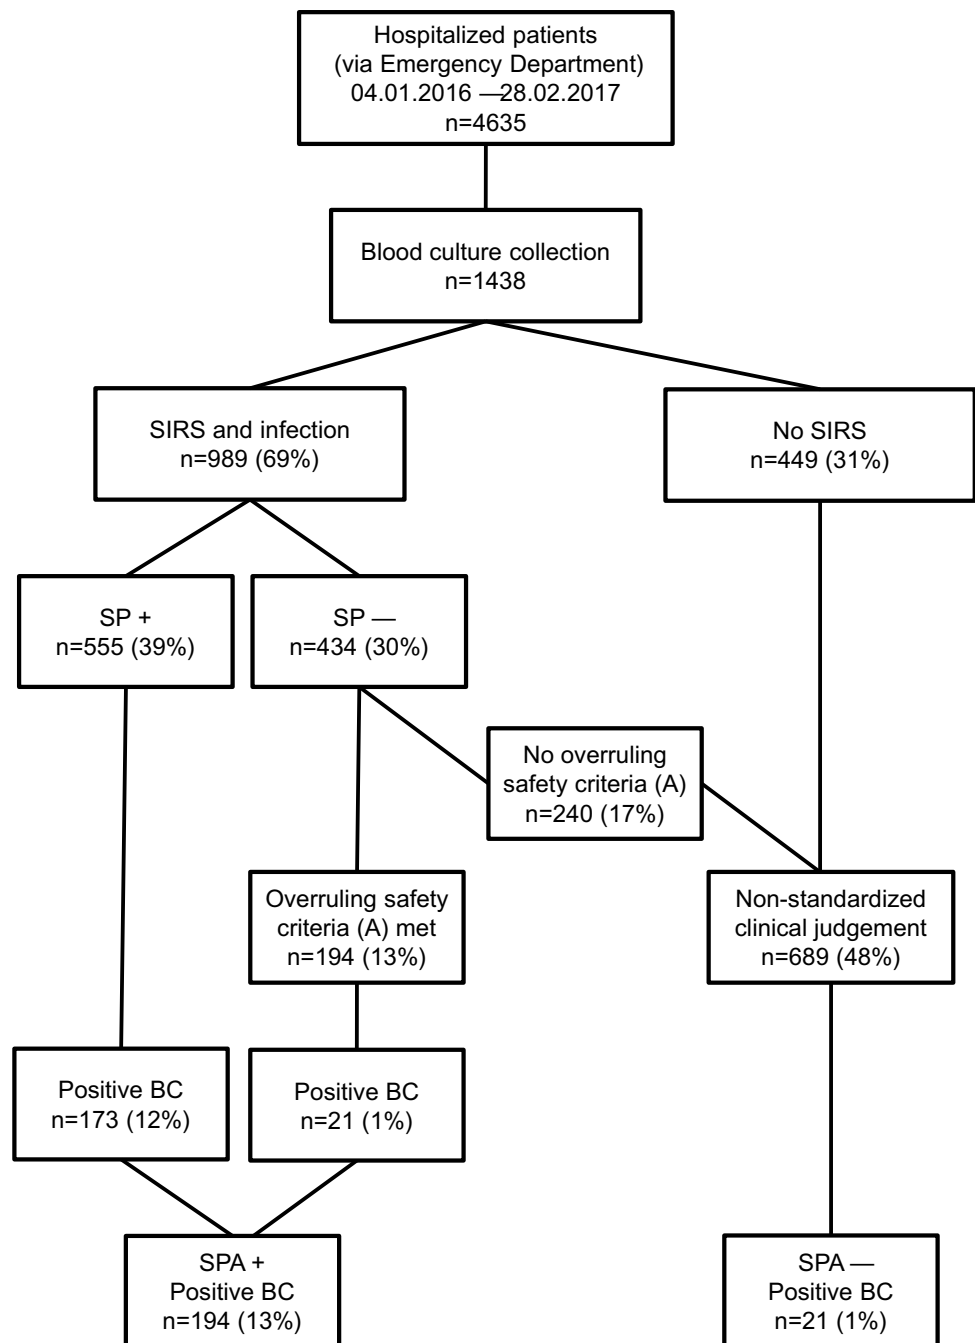 Hospitalized patients
(via Emergency Department)
04.01.2016 —28.02.2017
n=4635
Blood culture collection
n=1438
SIRS and infection
n=989 (69%)
No SIRS
n=449 (31%)
SP +
n=555 (39%)
SP —
n=434 (30%)
No overruling
safety criteria (A)
n=240 (17%)
Overruling safety
criteria (A) met
n=194 (13%)
Non-standardized
clinical judgement
n=689 (48%)
Positive BC
n=173 (12%)
Positive BC
n=21 (1%)
SPA +
Positive BC
n=194 (13%)
SPA —
Positive BC
n=21 (1%)